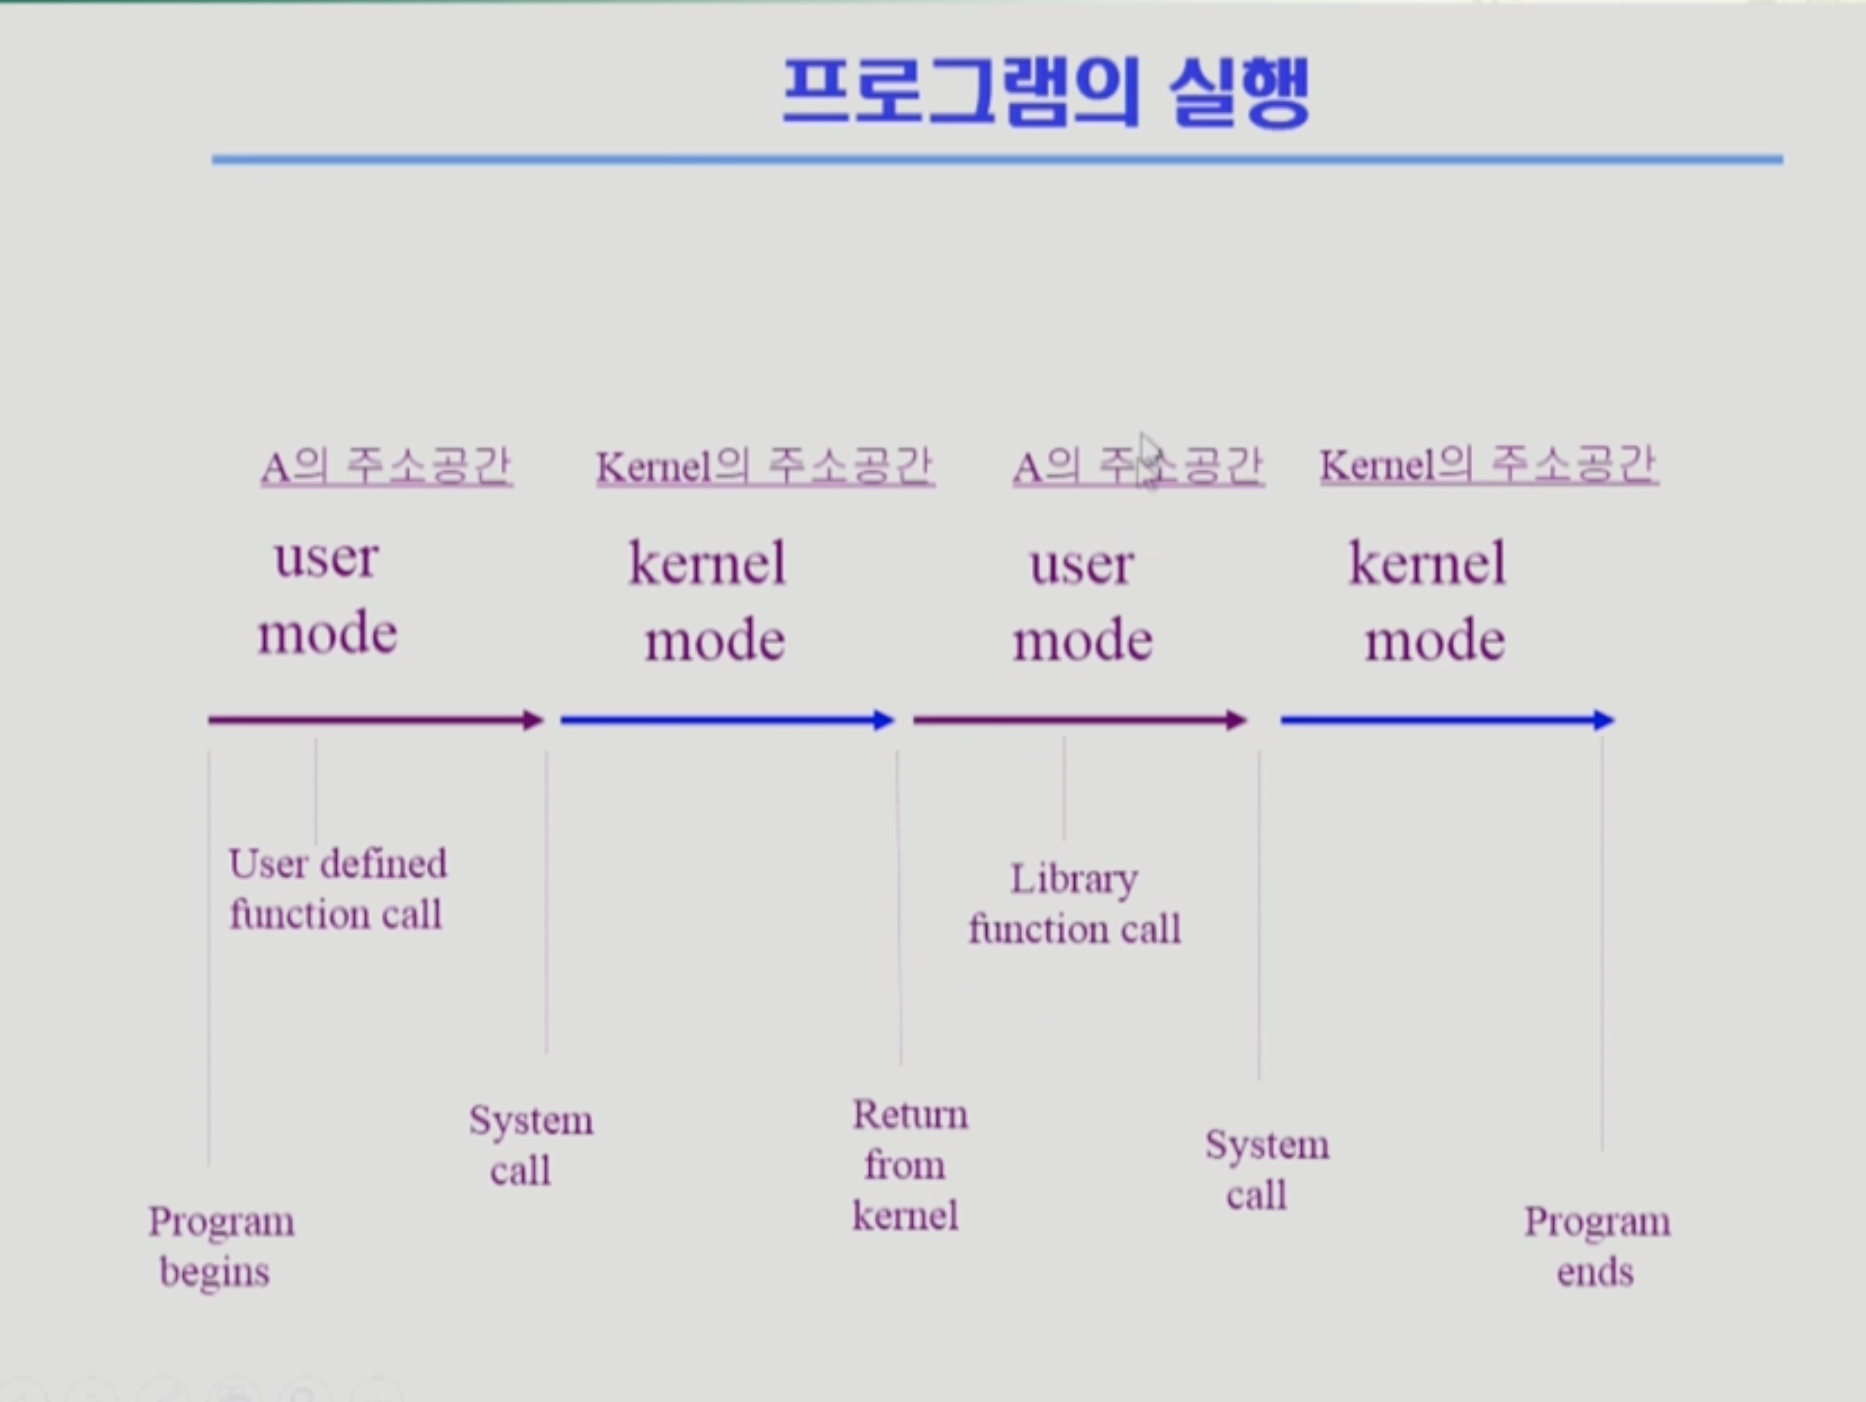 프로그램의 실행
A의 주소공간
Kernel의 주소공간
A의 주소공간
Kernel의 주소공간
user
mode
kernel
mode
user
mode
kernel
mode
User defined
function call
Library
function call
System
call
Return
from
kernel
System
call
Program
begins
Program
ends